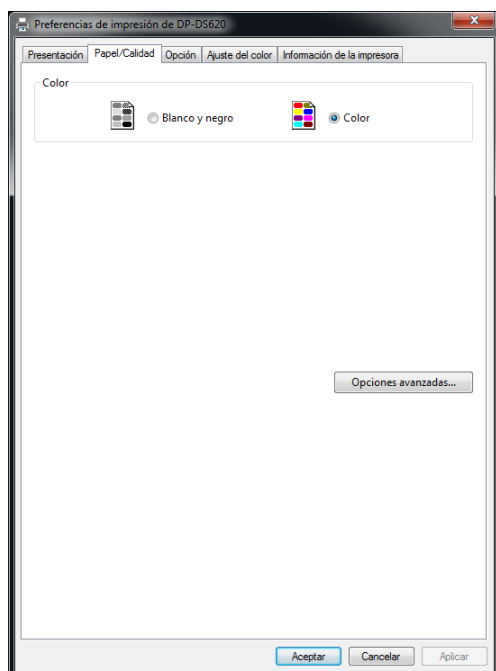 Preferencias de impresión de DP-DS620
Presentación Papel/Calidad Opción Ajuste del color Información de la impresora
Color
Blanco y negro Color
Opciones avanzadas...
Aceptar Cancelar Aplicar